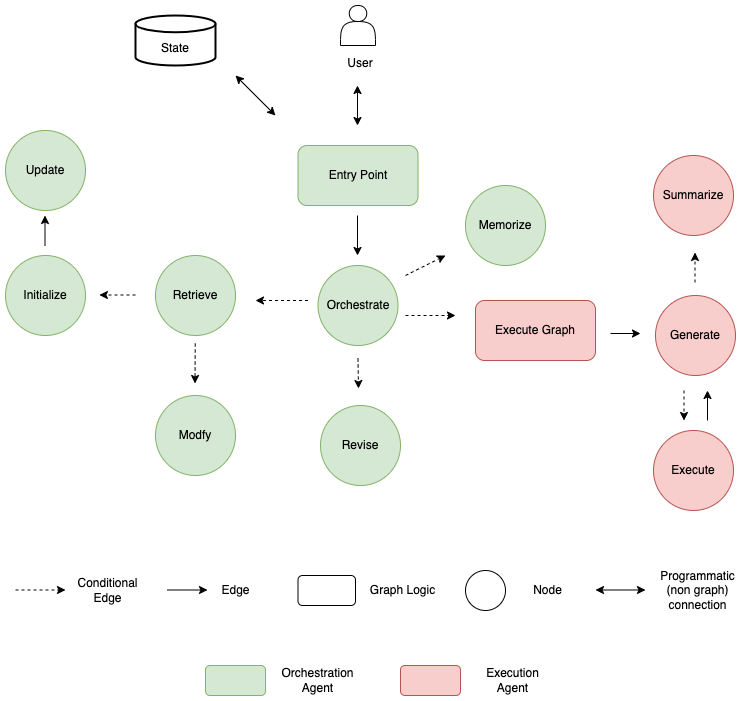 State
User
Update
Entry Point
Summarize
Memorize
Initialize
Retrieve
Orchestrate
Execute Graph
Generate
Modfy
Revise
Execute
Conditional
Edge
Edge
Graph Logic
Node
Programmatic
(non graph)
connection
Orchestration
Agent
Execution
Agent